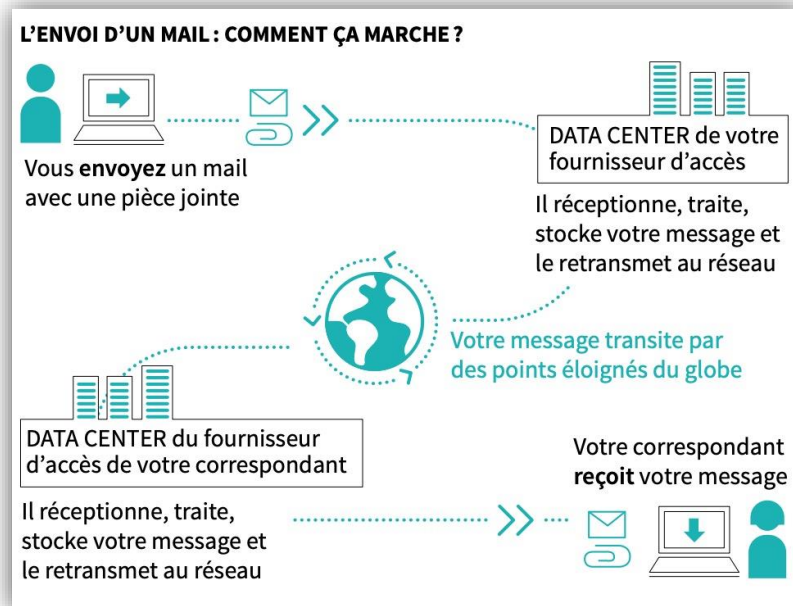 L'ENVOI D'UN MAIL : COMMENT ÇA MARCHE ?
Vous envoyez un mail
avec une pièce jointe
DATA CENTER de votre
fournisseur d'accès
Il réceptionne, traite,
stocke votre message et
le retransmet au réseau
Votre message transite par
des points éloignés du globe
DATA CENTER du fournisseur
d'accès de votre correspondant
Il réceptionne, traite,
stocke votre message et
le retransmet au réseau
Votre correspondant
reçoit votre message